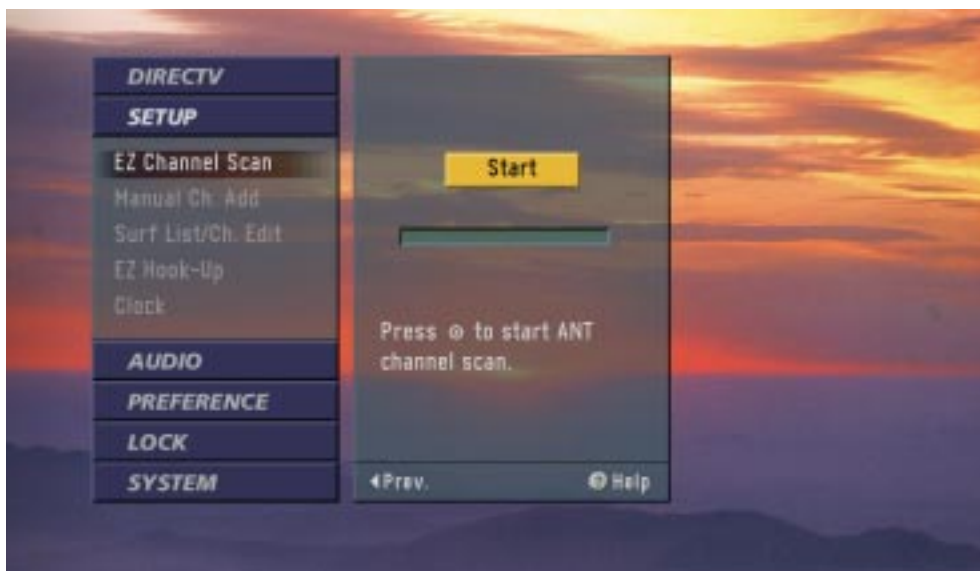 DIRECTV
SETUP
EZ Channel Scan
Manual Ch. Add
Surf List/Ch. Edit
EZ Hook-Up
Clock
AUDIO
PREFERENCE
LOCK
SYSTEM
Start
Press ⊙ to start ANT
channel scan.
Prev.
Help